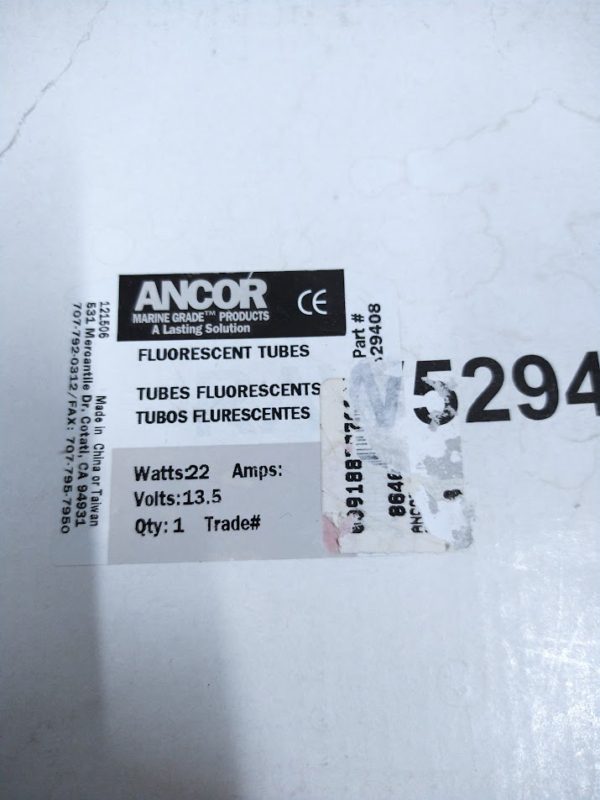 ANCOR
MARINE GRADE™ PRODUCTS
A Lasting Solution
CE
FLUORESCENT TUBES
TUBES FLUORESCENTS
TUBOS FLURESCENTES
Watts:22 Amps:
Volts:13.5
Qty: 1 Trade#
Part #
529408
121506 Made in China or Taiwan
531 Mercantile Dr, Cotati, CA 94931
707-792-0312/FAX: 707-795-7950
5294